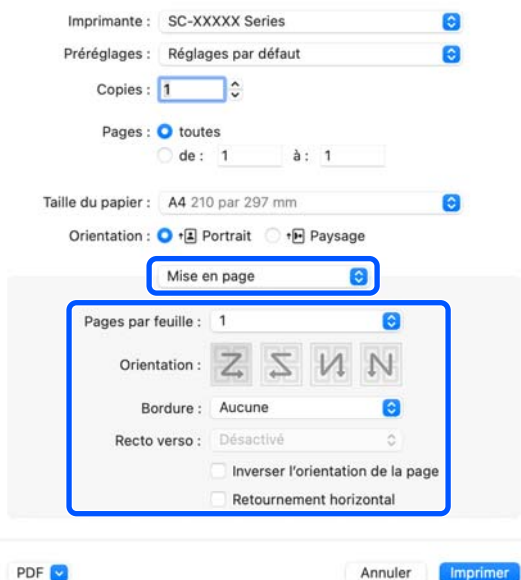 Imprimante : SC-XXXXX Series
Préréglages : Réglages par défaut
Copies : 1
Pages : toutes
de : 1 à : 1
Taille du papier : A4 210 par 297 mm
Orientation : Portrait Paysage
Mise en page
Pages par feuille : 1
Orientation :
Bordure : Aucune
Recto verso : Désactivé
Inverser l'orientation de la page
Retournement horizontal
PDF Annuler Imprimer